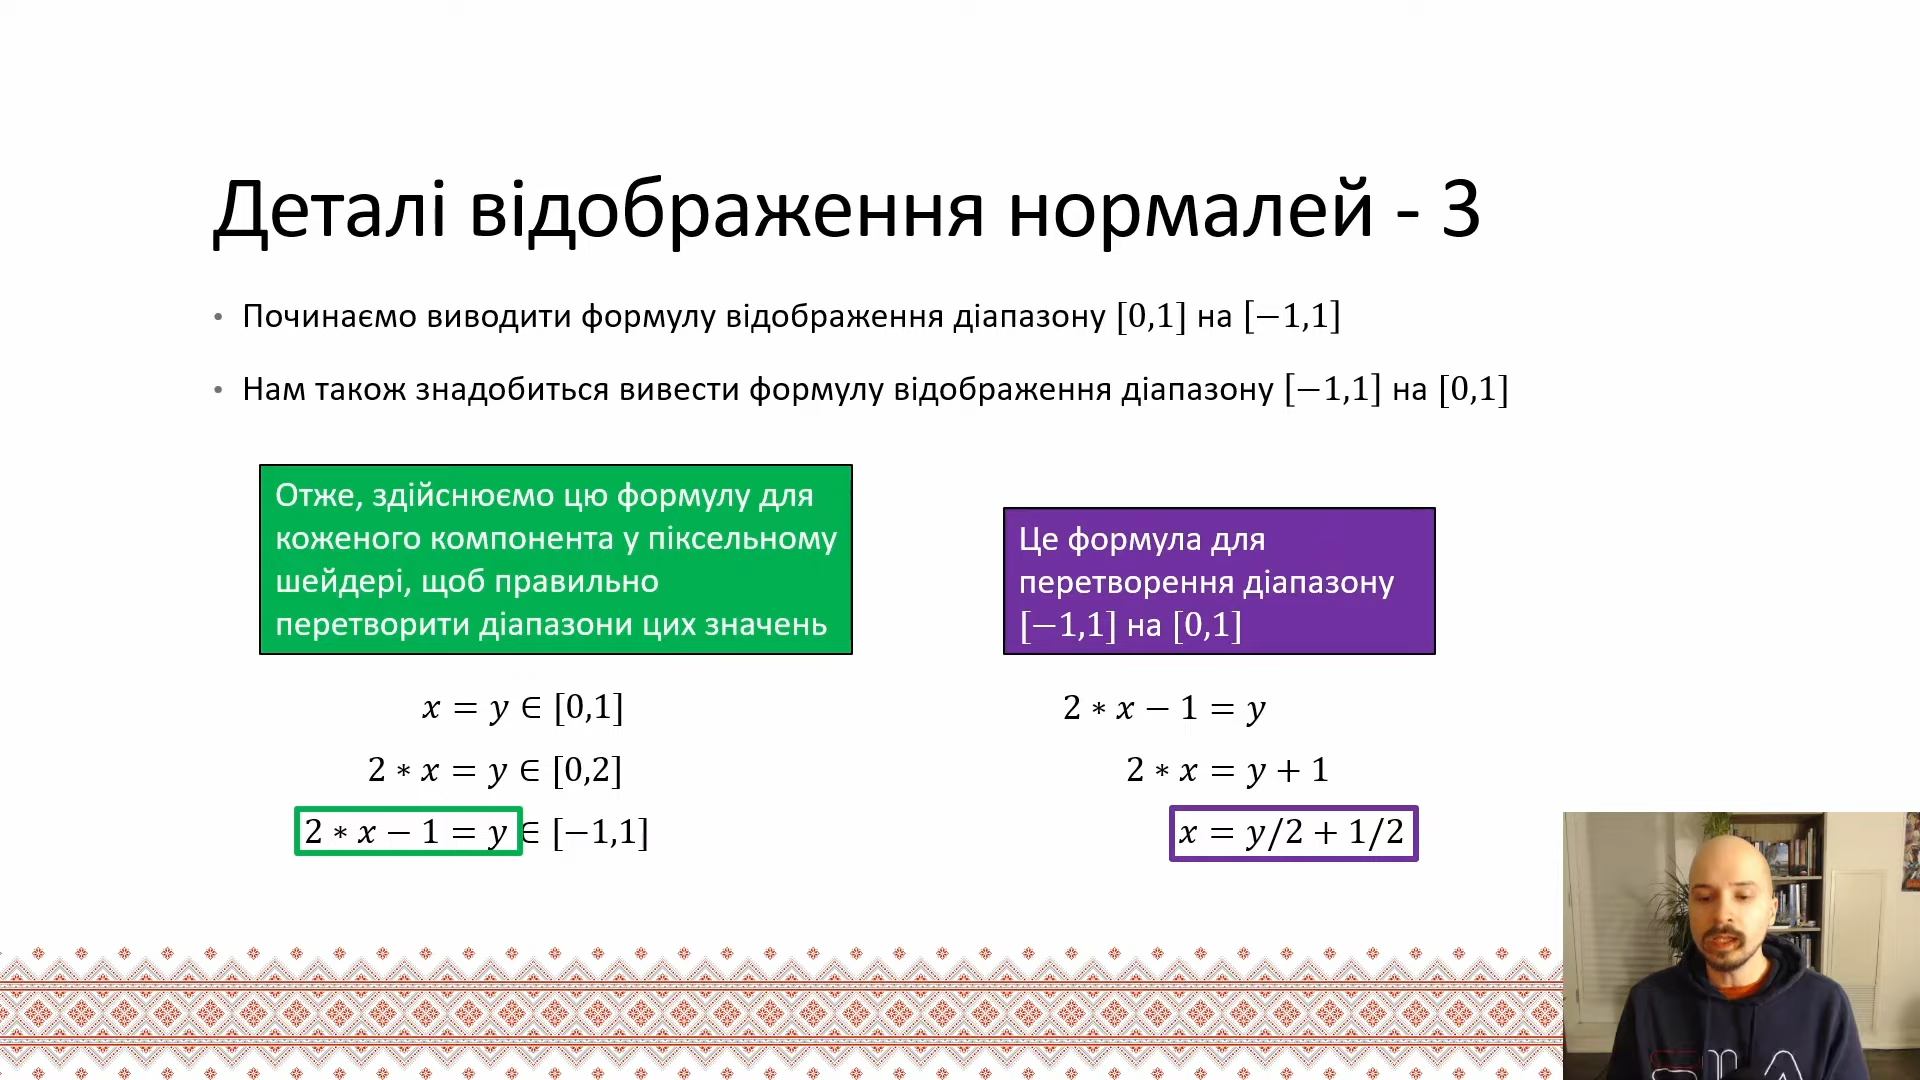 Деталі відображення нормалей - 3
• Починаємо виводити формулу відображення діапазону [0,1] на [−1,1]
• Нам також знадобиться вивести формулу відображення діапазону [−1,1] на [0,1]
Отже, здійснюємо цю формулу для
коженого компонента у піксельному
шейдері, щоб правильно
перетворити діапазони цих значень
x = y ∈ [0,1]
2 ∗ x = y ∈ [0,2]
2 ∗ x − 1 = y ∈ [−1,1]
Це формула для
перетворення діапазону
[−1,1] на [0,1]
2 ∗ x − 1 = y
2 ∗ x = y + 1
x = y/2 + 1/2